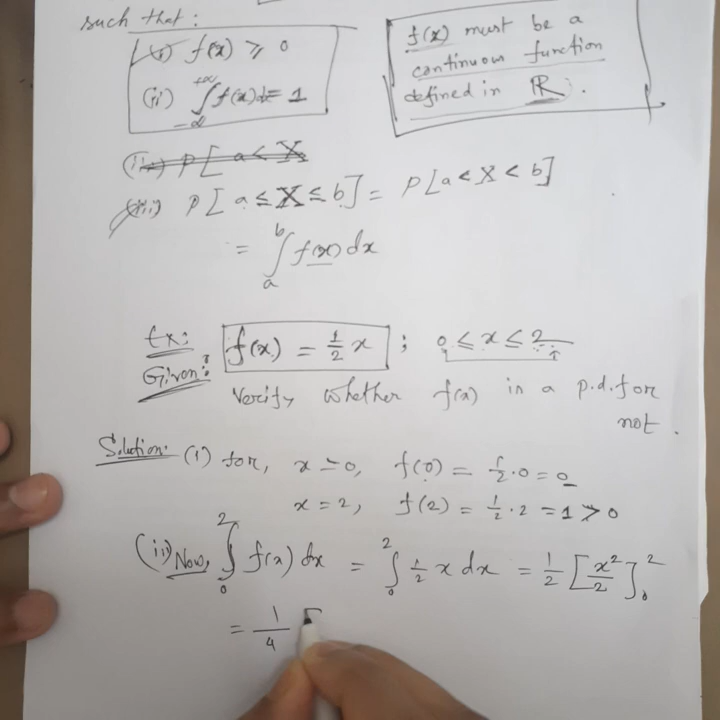 such that :
(i) f(x) ≥ 0
(ii) ∫_{-∞}^{+∞} f(x)dx = 1
f(x) must be a
continuous function
defined in ℝ.
(iii) P[ a< X
(iii) P[ a ≤ X ≤ b] = P[a < X < b]
= ∫_a^b f(x) dx
Ex:
Given: f(x) = 1/2 x ; 0 ≤ x ≤ 2
Verify whether f(x) is a p.d.f or
not.
Solution: (i) for, x = 0, f(0) = 1/2 · 0 = 0
x = 2, f(2) = 1/2 · 2 = 1 > 0
(ii) Now, ∫_0^2 f(x) dx = ∫_0^2 1/2 x dx = 1/2 [x²/2]_0^2
= 1/4 [